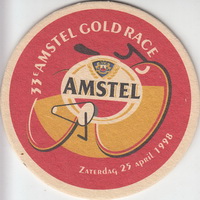 33e AMSTEL GOLD RACE
AMSTEL
ZATERDAG 25 APRIL 1998